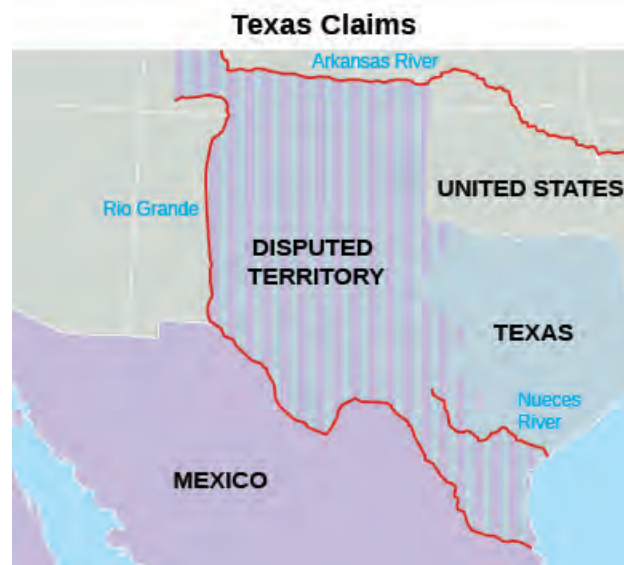 Texas Claims
Arkansas River
UNITED STATES
Rio Grande
DISPUTED
TERRITORY
TEXAS
Nueces
River
MEXICO